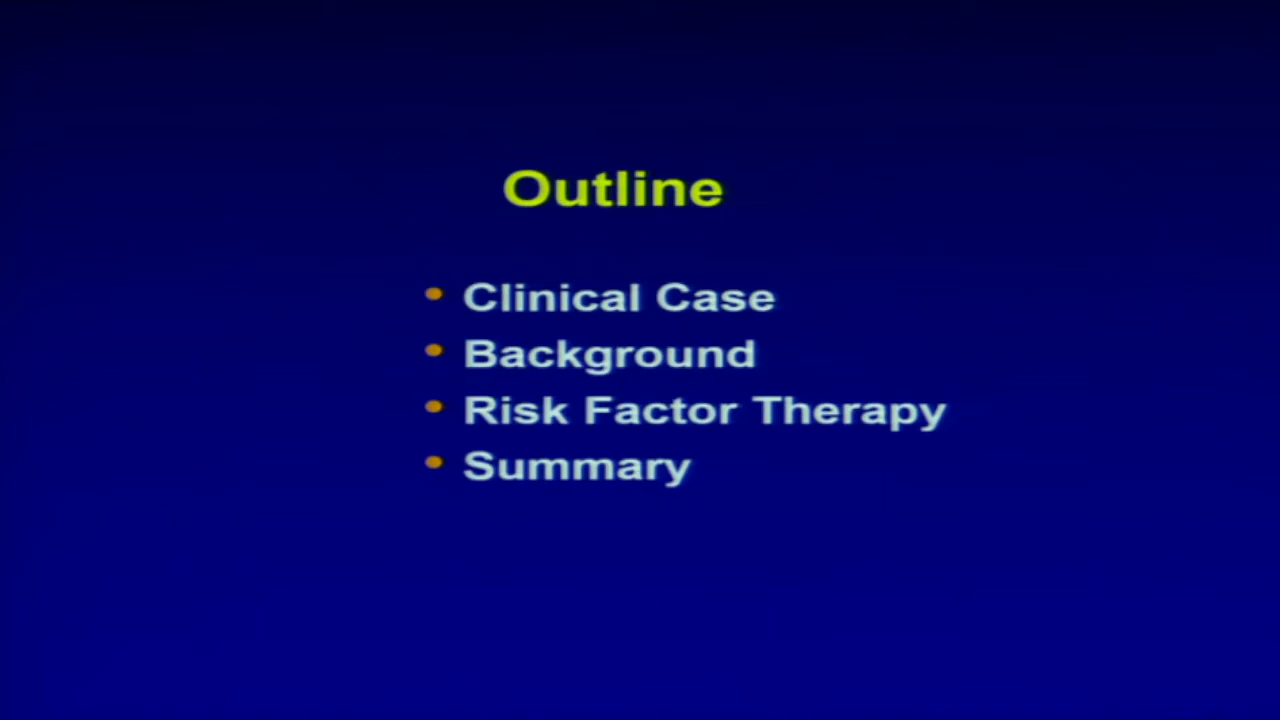 Outline
• Clinical Case
• Background
• Risk Factor Therapy
• Summary